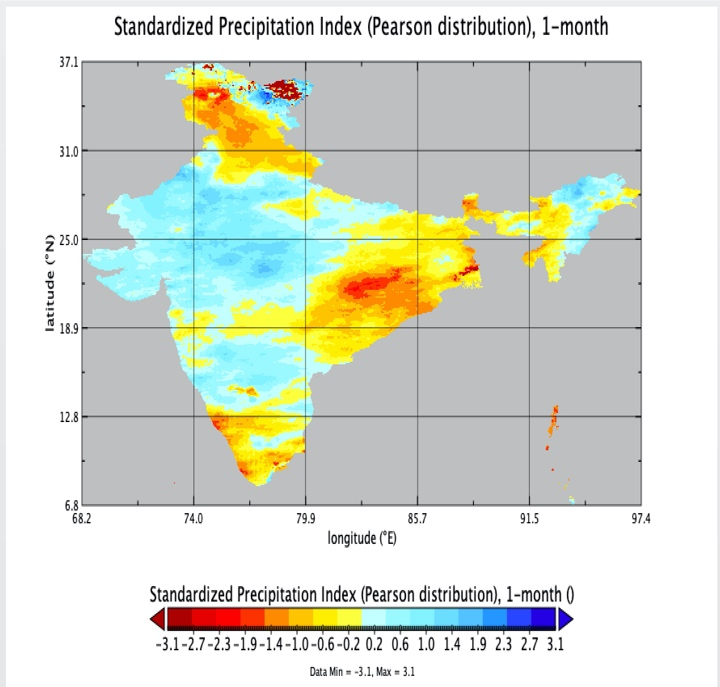 Standardized Precipitation Index (Pearson distribution), 1-month
37.1
31.0
25.0
18.9
12.8
6.8
latitude (°N)
68.2 74.0 79.9 85.7 91.5 97.4
longitude (°E)
Standardized Precipitation Index (Pearson distribution), 1-month ()
-3.1 -2.7 -2.3 -1.9 -1.4 -1.0 -0.6 -0.2 0.2 0.6 1.0 1.4 1.9 2.3 2.7 3.1
Data Min = -3.1, Max = 3.1